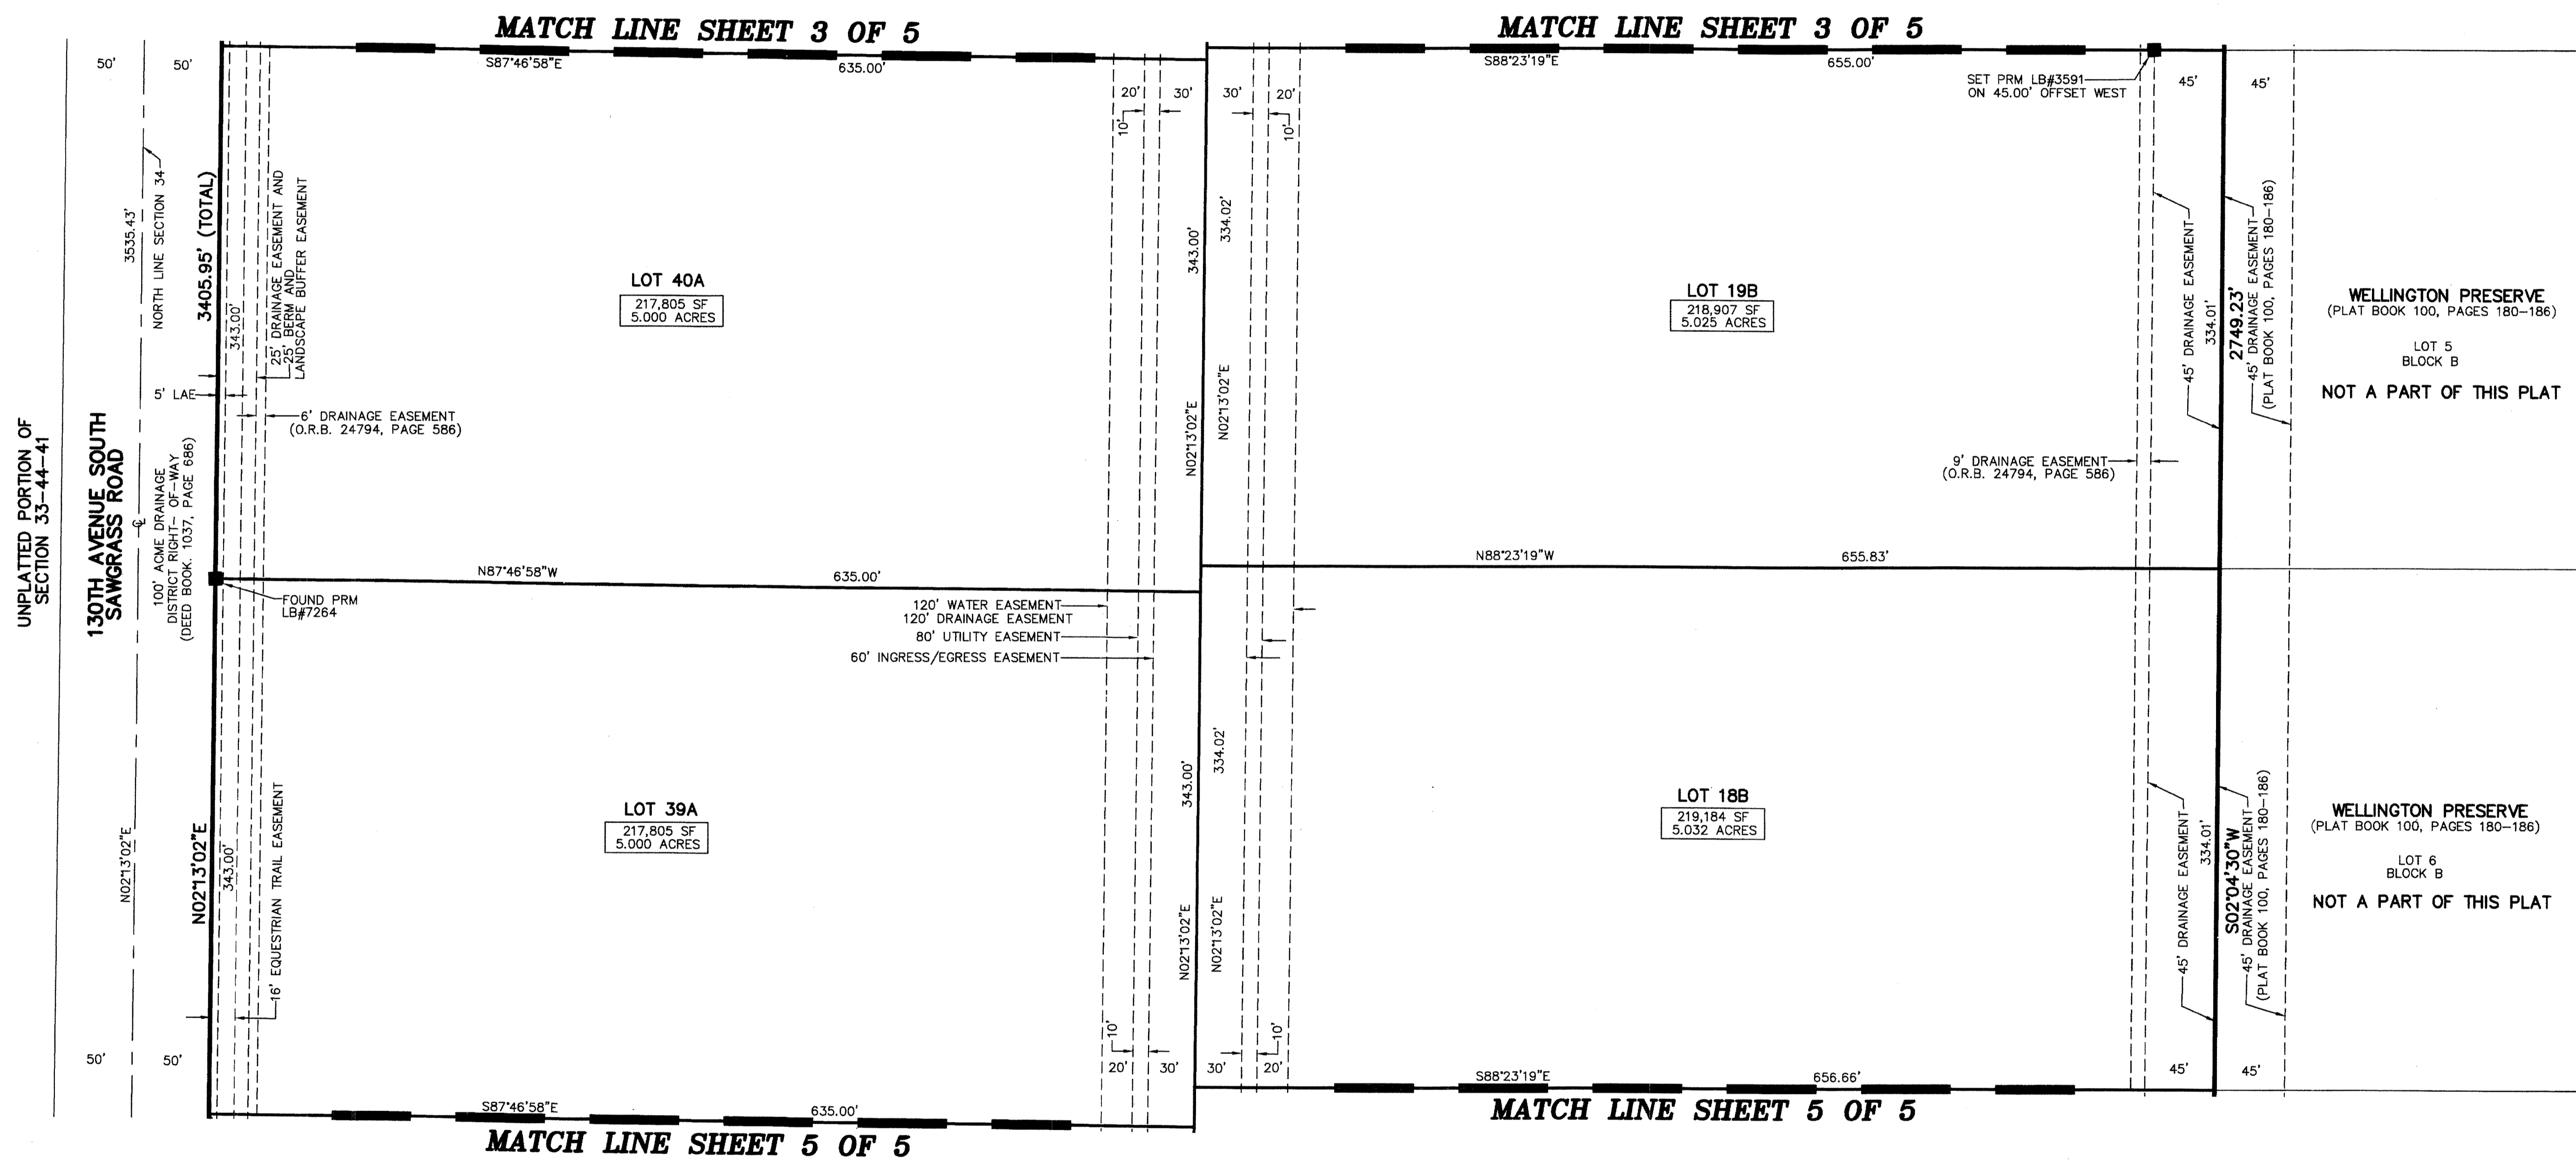 MATCH LINE SHEET 3 OF 5
MATCH LINE SHEET 3 OF 5
50'
50'
S87°46'58"E
635.00'
S88°23'19"E
655.00'
SET PRM LB#3591
ON 45.00' OFFSET WEST
45'
45'
20'
30'
30'
20'
10'
10'
UNPLATTED PORTION OF
SECTION 33-44-41
130TH AVENUE SOUTH
SAWGRASS ROAD
3535.43'
NORTH LINE SECTION 34
3405.95' (TOTAL)
343.00'
25' DRAINAGE EASEMENT AND
25' BERM AND
LANDSCAPE BUFFER EASEMENT
5' LAE
6' DRAINAGE EASEMENT
(O.R.B. 24794, PAGE 586)
100' ACME DRAINAGE
DISTRICT RIGHT- OF-WAY
(DEED BOOK. 1037, PAGE 686)
LOT 40A
217,805 SF
5.000 ACRES
343.00'
334.02'
N02°13'02"E
N02°13'02"E
LOT 19B
218,907 SF
5.025 ACRES
45' DRAINAGE EASEMENT
334.01'
2749.23'
45' DRAINAGE EASEMENT
(PLAT BOOK 100, PAGES 180-186)
WELLINGTON PRESERVE
(PLAT BOOK 100, PAGES 180-186)
LOT 5
BLOCK B
NOT A PART OF THIS PLAT
9' DRAINAGE EASEMENT
(O.R.B. 24794, PAGE 586)
N87°46'58"W
635.00'
N88°23'19"W
655.83'
FOUND PRM
LB#7264
120' WATER EASEMENT
120' DRAINAGE EASEMENT
80' UTILITY EASEMENT
60' INGRESS/EGRESS EASEMENT
N02°13'02"E
N02°13'02"E
343.00'
16' EQUESTRIAN TRAIL EASEMENT
LOT 39A
217,805 SF
5.000 ACRES
343.00'
334.02'
N02°13'02"E
N02°13'02"E
LOT 18B
219,184 SF
5.032 ACRES
45' DRAINAGE EASEMENT
334.01'
S02°04'30"W
45' DRAINAGE EASEMENT
(PLAT BOOK 100, PAGES 180-186)
WELLINGTON PRESERVE
(PLAT BOOK 100, PAGES 180-186)
LOT 6
BLOCK B
NOT A PART OF THIS PLAT
50'
50'
10'
20'
30'
30'
20'
10'
45'
45'
S87°46'58"E
635.00'
S88°23'19"E
656.66'
MATCH LINE SHEET 5 OF 5
MATCH LINE SHEET 5 OF 5